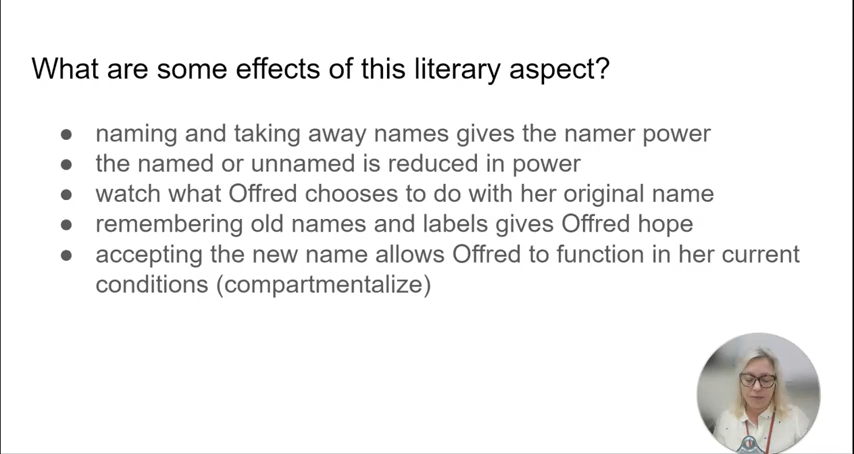 What are some effects of this literary aspect?
● naming and taking away names gives the namer power
● the named or unnamed is reduced in power
● watch what Offred chooses to do with her original name
● remembering old names and labels gives Offred hope
● accepting the new name allows Offred to function in her current
conditions (compartmentalize)